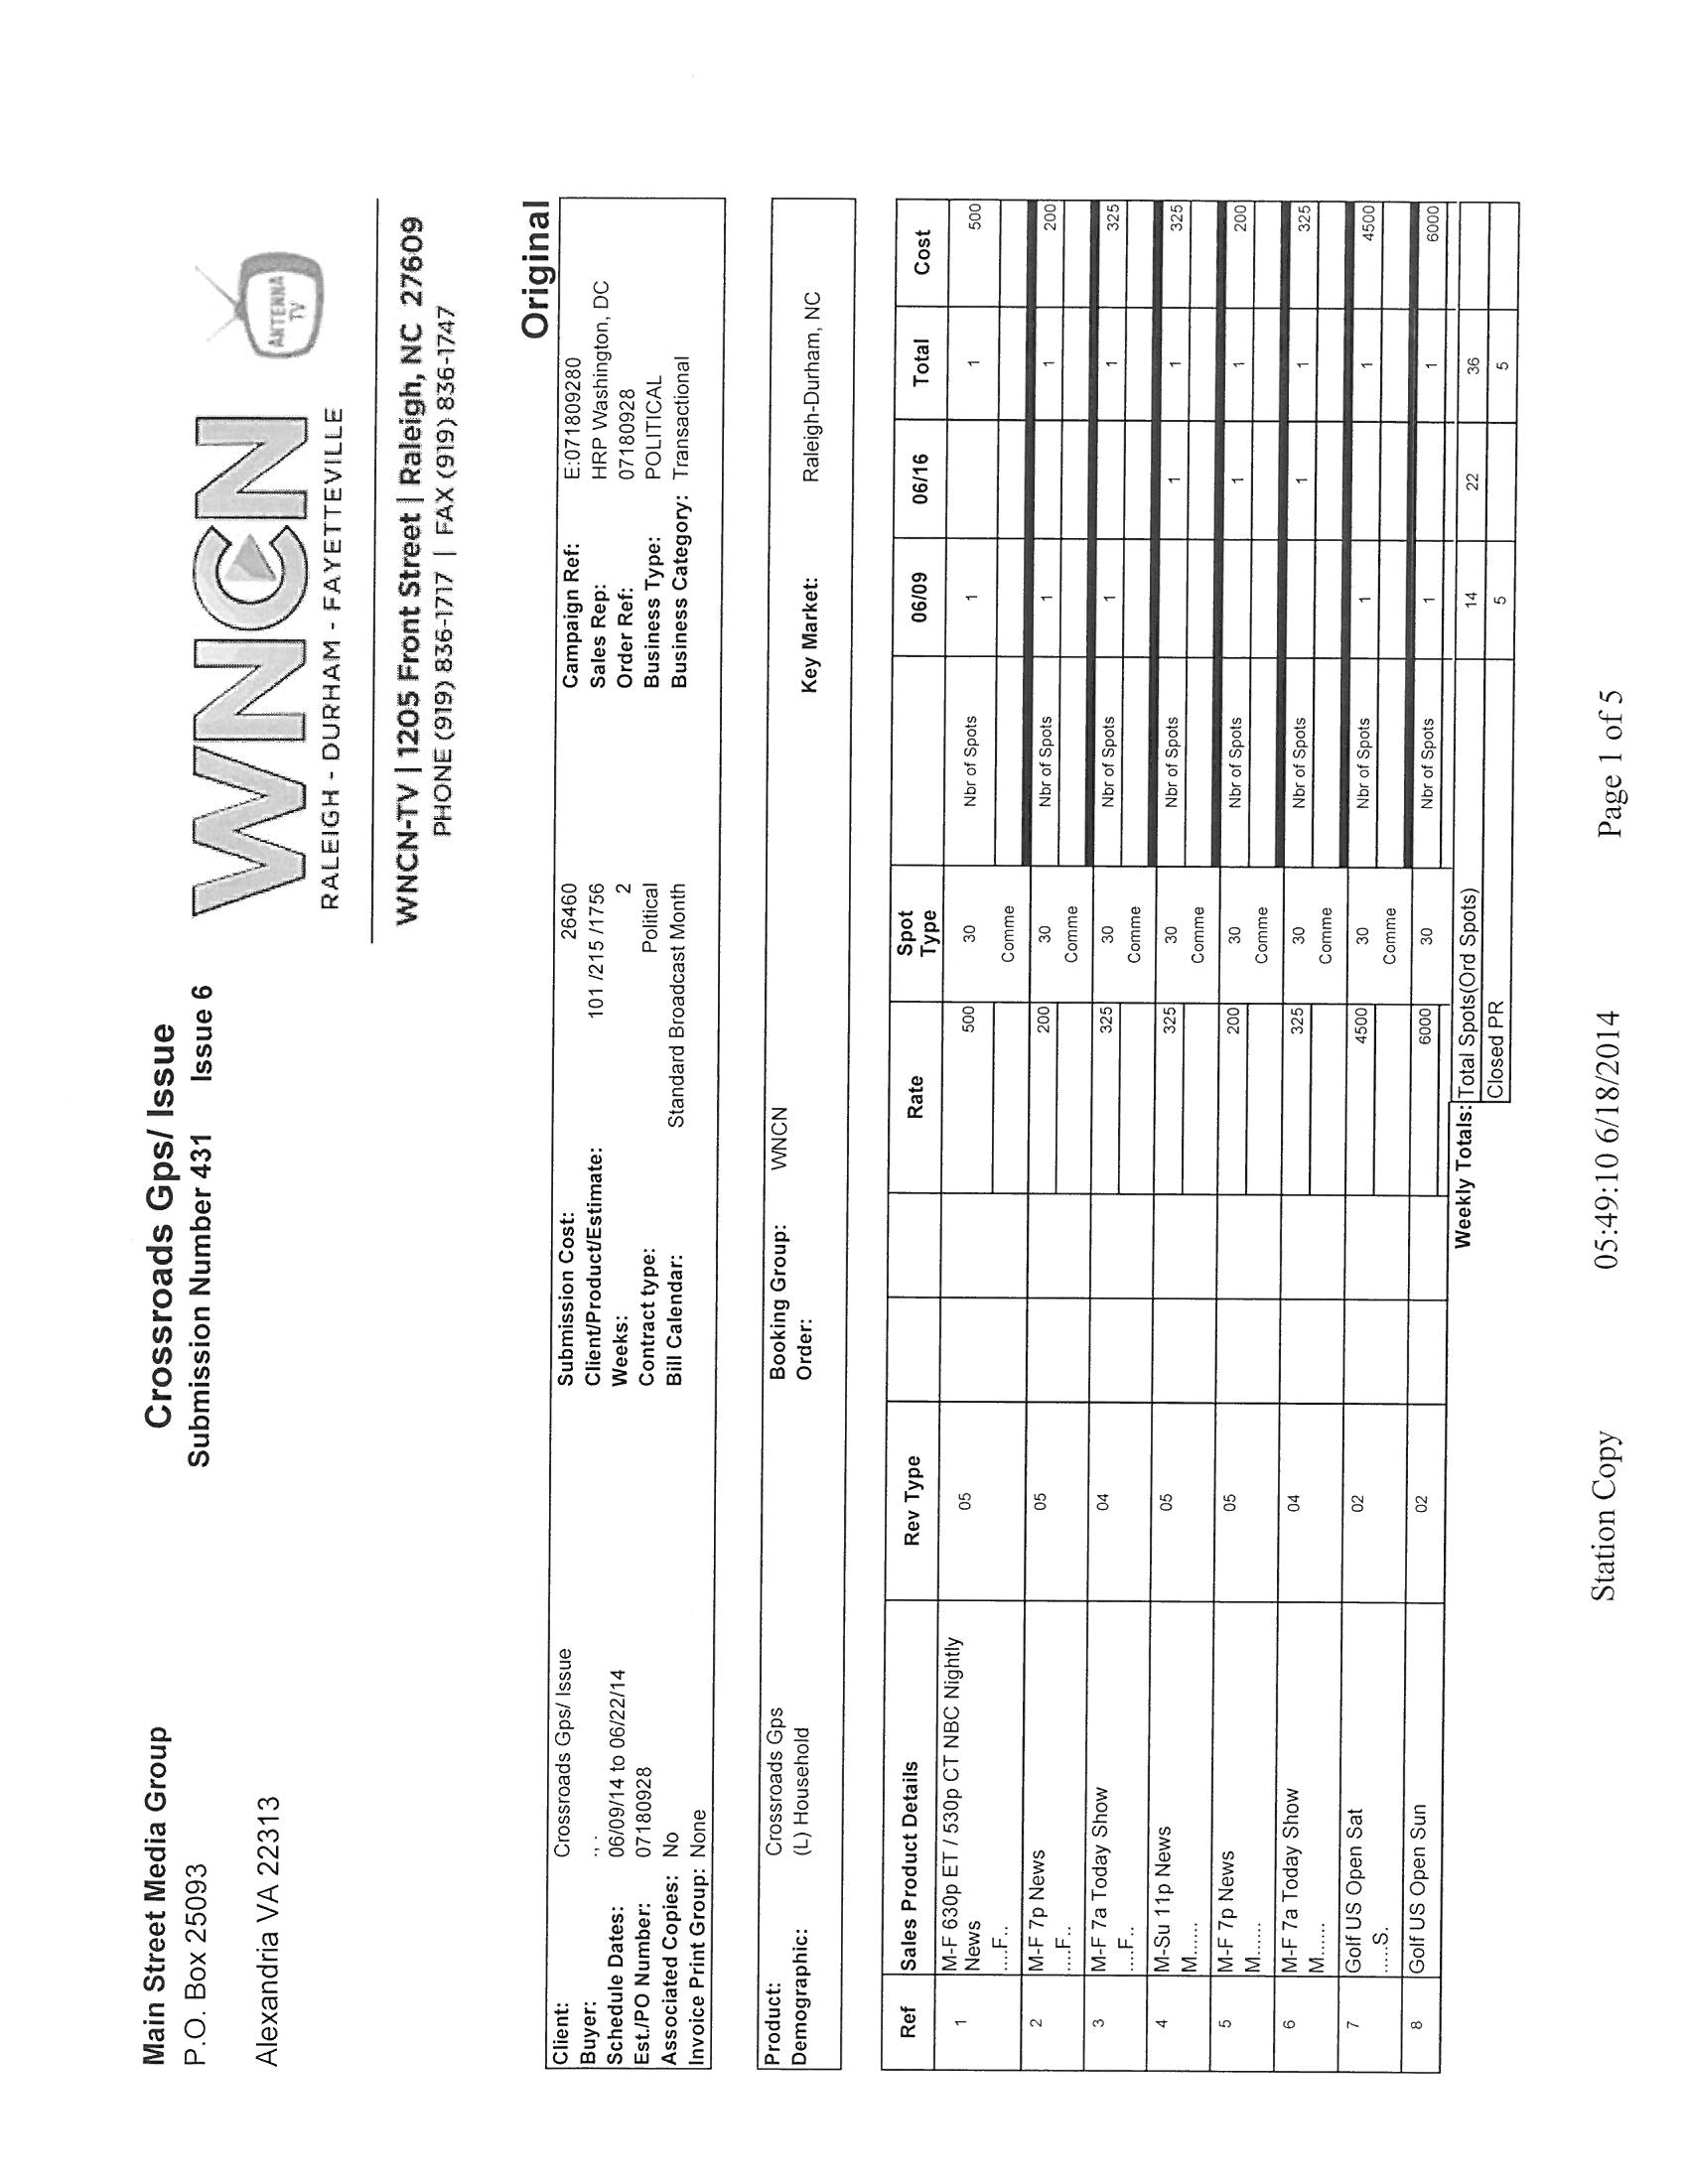 Main Street Media Group
P.O. Box 25093
Alexandria VA 22313
Crossroads Gps/ Issue
Submission Number 431 Issue 6
WNCN
RALEIGH - DURHAM - FAYETTEVILLE
ANTENNA
TV
WNCN-TV | 1205 Front Street | Raleigh, NC 27609
PHONE (919) 836-1717 | FAX (919) 836-1747
Original
Client: Crossroads Gps/ Issue Submission Cost: 26460 Campaign Ref: E:071809280
Buyer: ., . Client/Product/Estimate: 101 /215 /1756 Sales Rep: HRP Washington, DC
Schedule Dates: 06/09/14 to 06/22/14 Weeks: 2 Order Ref: 07180928
Est./PO Number: 07180928 Contract type: Political Business Type: POLITICAL
Associated Copies: No Bill Calendar: Standard Broadcast Month Business Category: Transactional
Invoice Print Group: None
Product: Crossroads Gps Booking Group: WNCN
Demographic: (L) Household Order: Key Market: Raleigh-Durham, NC
Ref Sales Product Details Rev Type Rate Spot Type 06/09 06/16 Total Cost
1 M-F 630p ET / 530p CT NBC Nightly 05 500 30 Nbr of Spots 1 1 500
News
....F.. Comme
2 M-F 7p News 05 200 30 Nbr of Spots 1 1 200
....F.. Comme
3 M-F 7a Today Show 04 325 30 Nbr of Spots 1 1 325
....F.. Comme
4 M-Su 11p News 05 325 30 Nbr of Spots 1 1 325
M...... Comme
5 M-F 7p News 05 200 30 Nbr of Spots 1 1 200
M...... Comme
6 M-F 7a Today Show 04 325 30 Nbr of Spots 1 1 325
M...... Comme
7 Golf US Open Sat 02 4500 30 Nbr of Spots 1 1 4500
.....S. Comme
8 Golf US Open Sun 02 6000 30 Nbr of Spots 1 1 6000
Weekly Totals: Total Spots(Ord Spots) 14 22 36
Closed PR 5 5
Station Copy 05:49:10 6/18/2014 Page 1 of 5